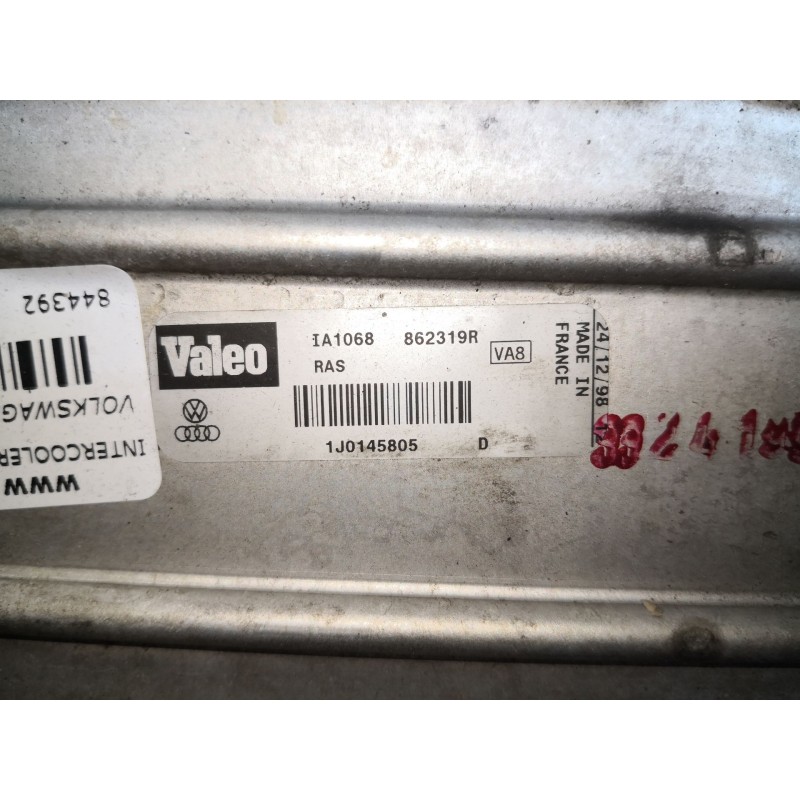 Valeo
IA1068 862319R
RAS
VA8
1J0145805 D
MADE IN
FRANCE
24/12/98
844392
VOLKSWAG
INTERCOOLER
WWW